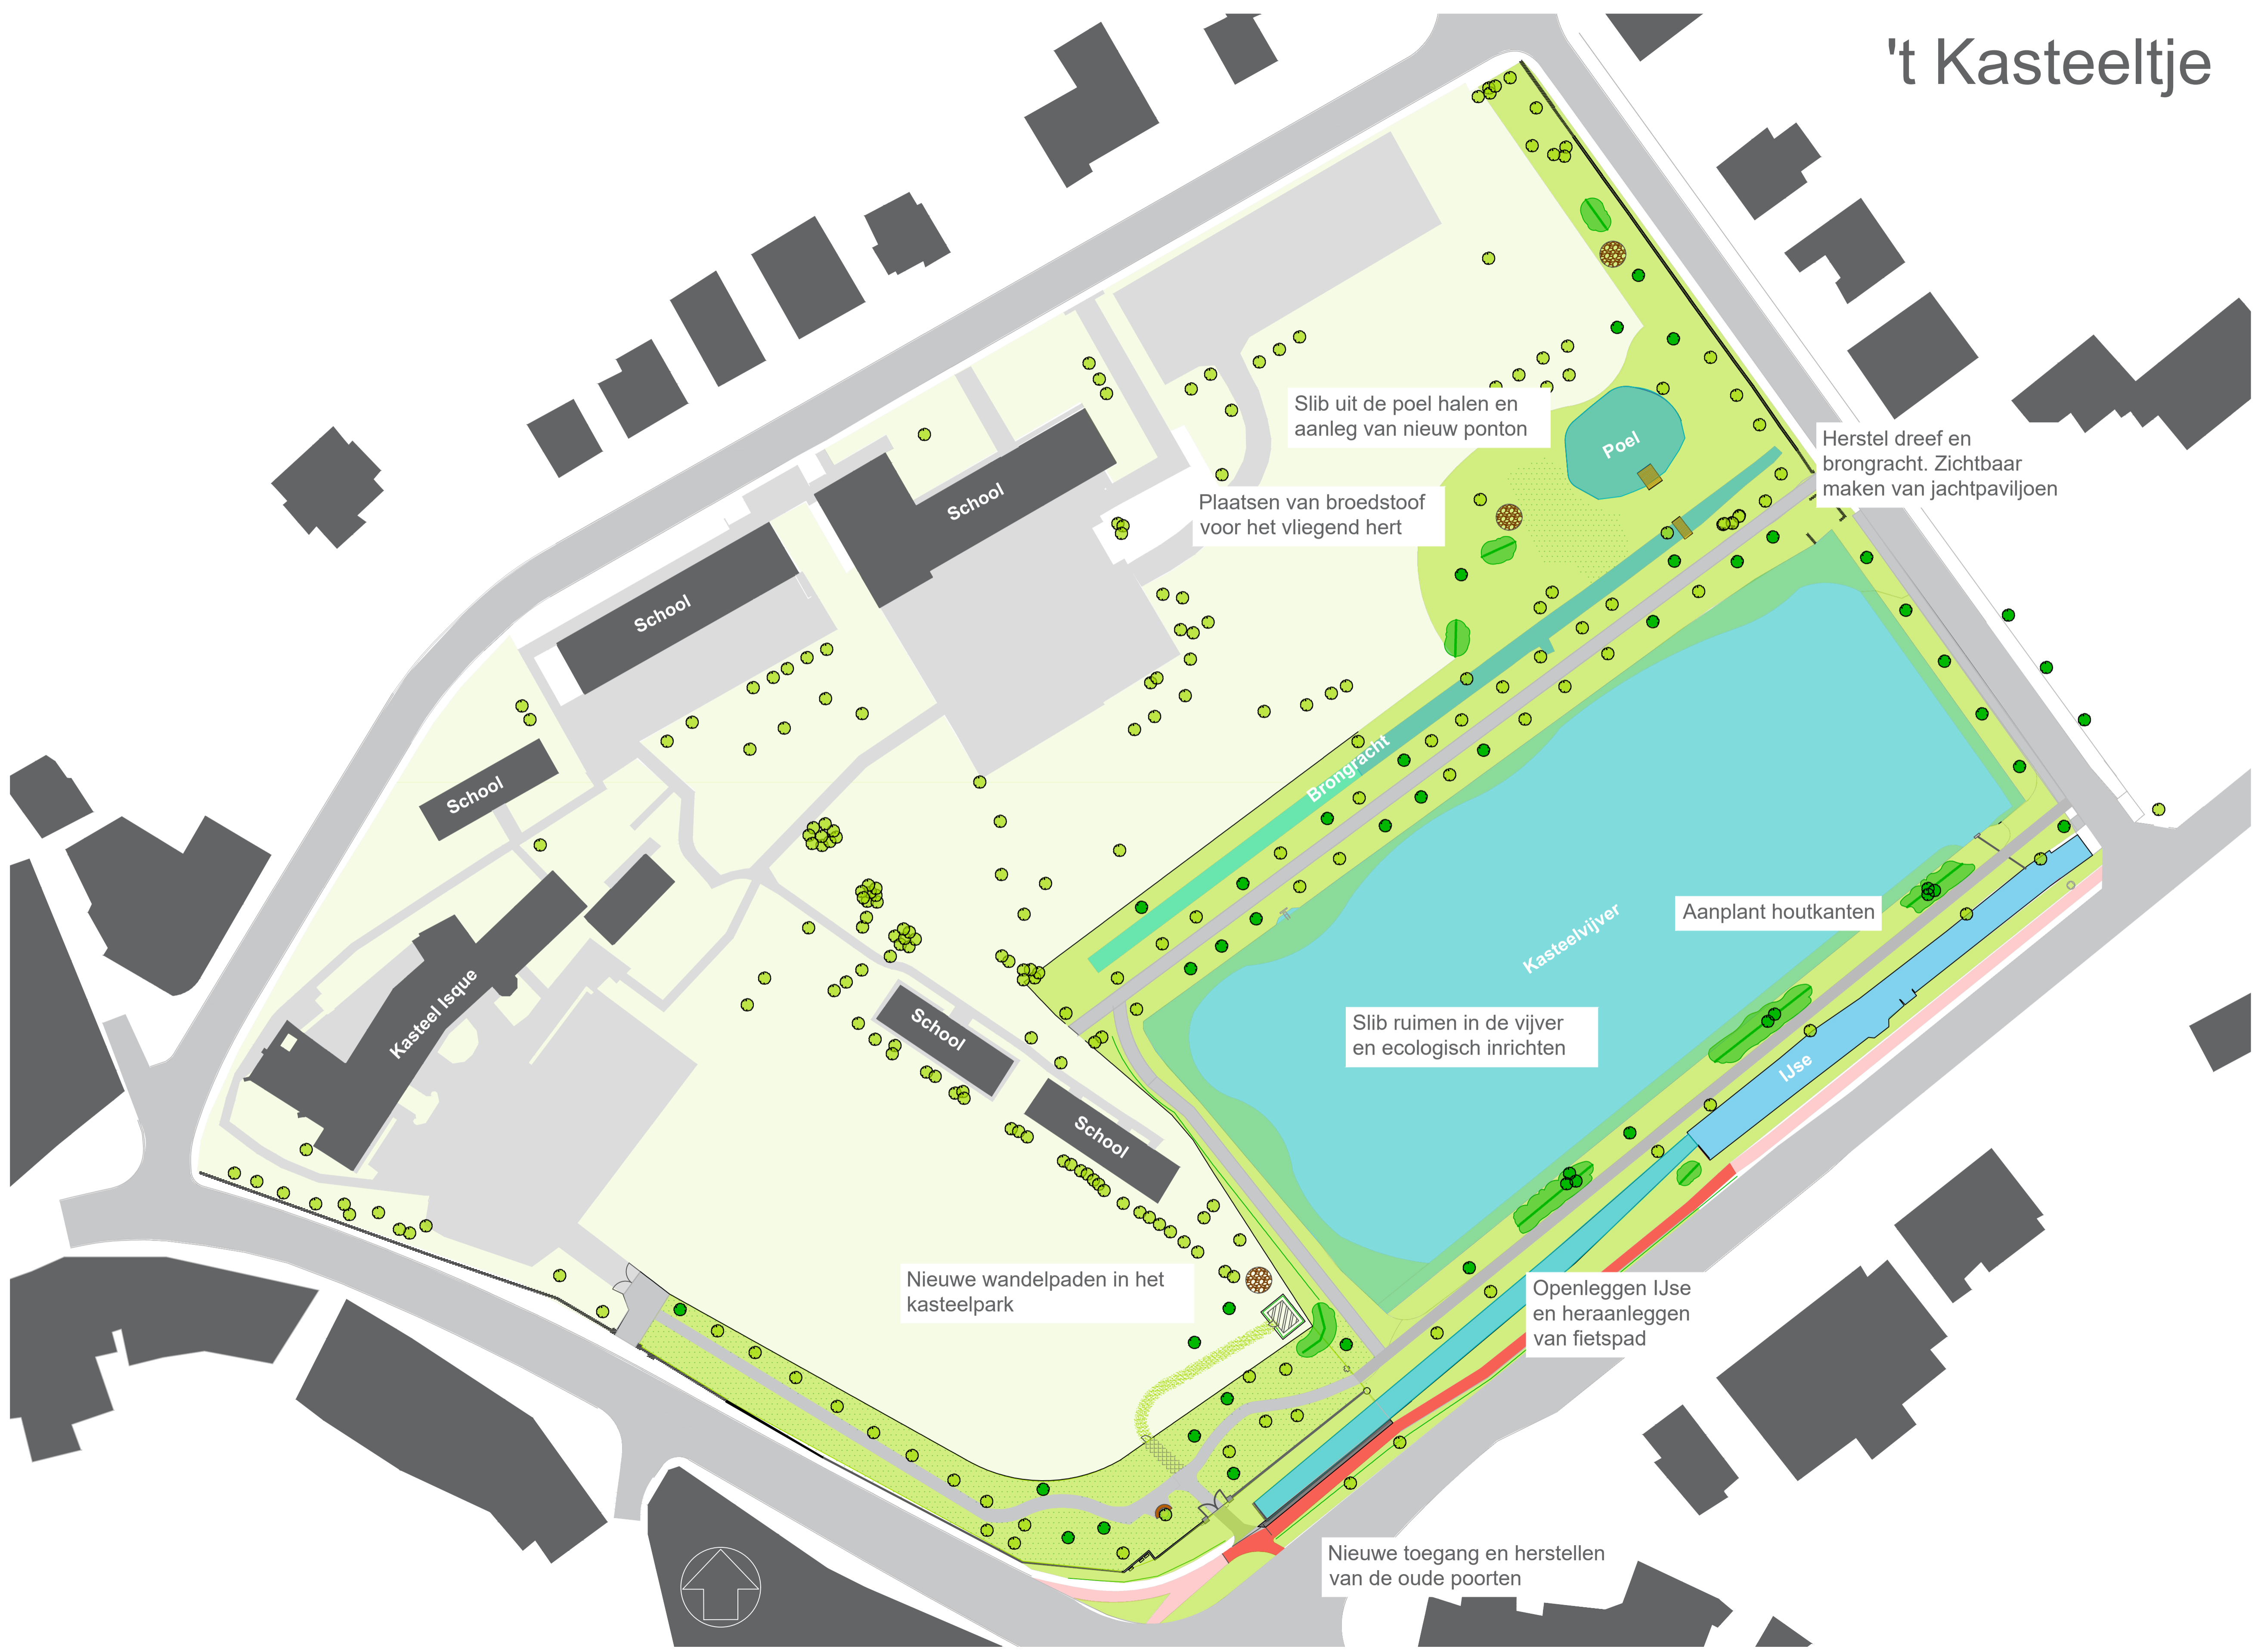 't Kasteeltje
Slib uit de poel halen en
aanleg van nieuw ponton
Poel
Herstel dreef en
brongracht. Zichtbaar
maken van jachtpaviljoen
Plaatsen van broedstoof
voor het vliegend hert
School
School
School
Brongracht
Kasteel Isque
School
School
Kasteelvijver
Aanplant houtkanten
Slib ruimen in de vijver
en ecologisch inrichten
IJse
Nieuwe wandelpaden in het
kasteelpark
Openleggen IJse
en heraanleggen
van fietspad
Nieuwe toegang en herstellen
van de oude poorten